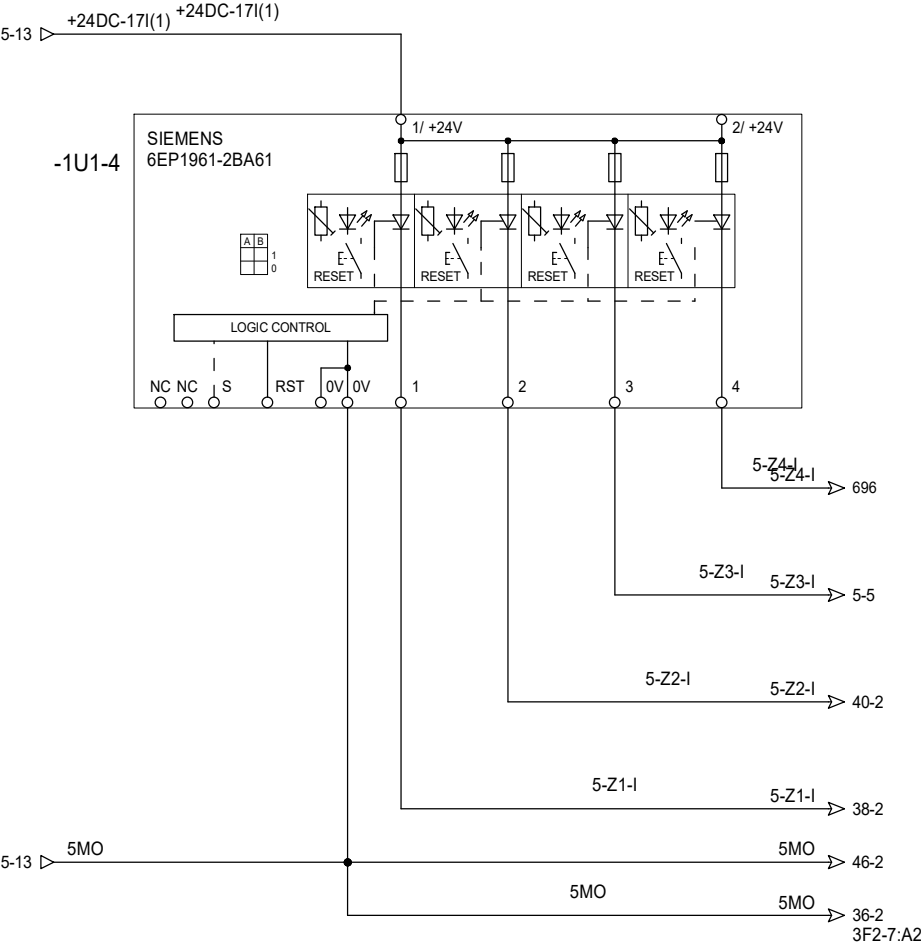 +24DC-17I(1)
+24DC-17I(1)
5-13
1/ +24V
2/ +24V
SIEMENS
6EP1961-2BA61
-1U1-4
A B
1
0
RESET
RESET
RESET
RESET
LOGIC CONTROL
NC NC S RST 0V 0V 1 2 3 4
5-Z4-I
5-Z4-I
696
5-Z3-I
5-Z3-I
5-5
5-Z2-I
5-Z2-I
40-2
5-Z1-I
5-Z1-I
38-2
5-13
5MO
5MO
46-2
5MO
5MO
36-2
3F2-7:A2